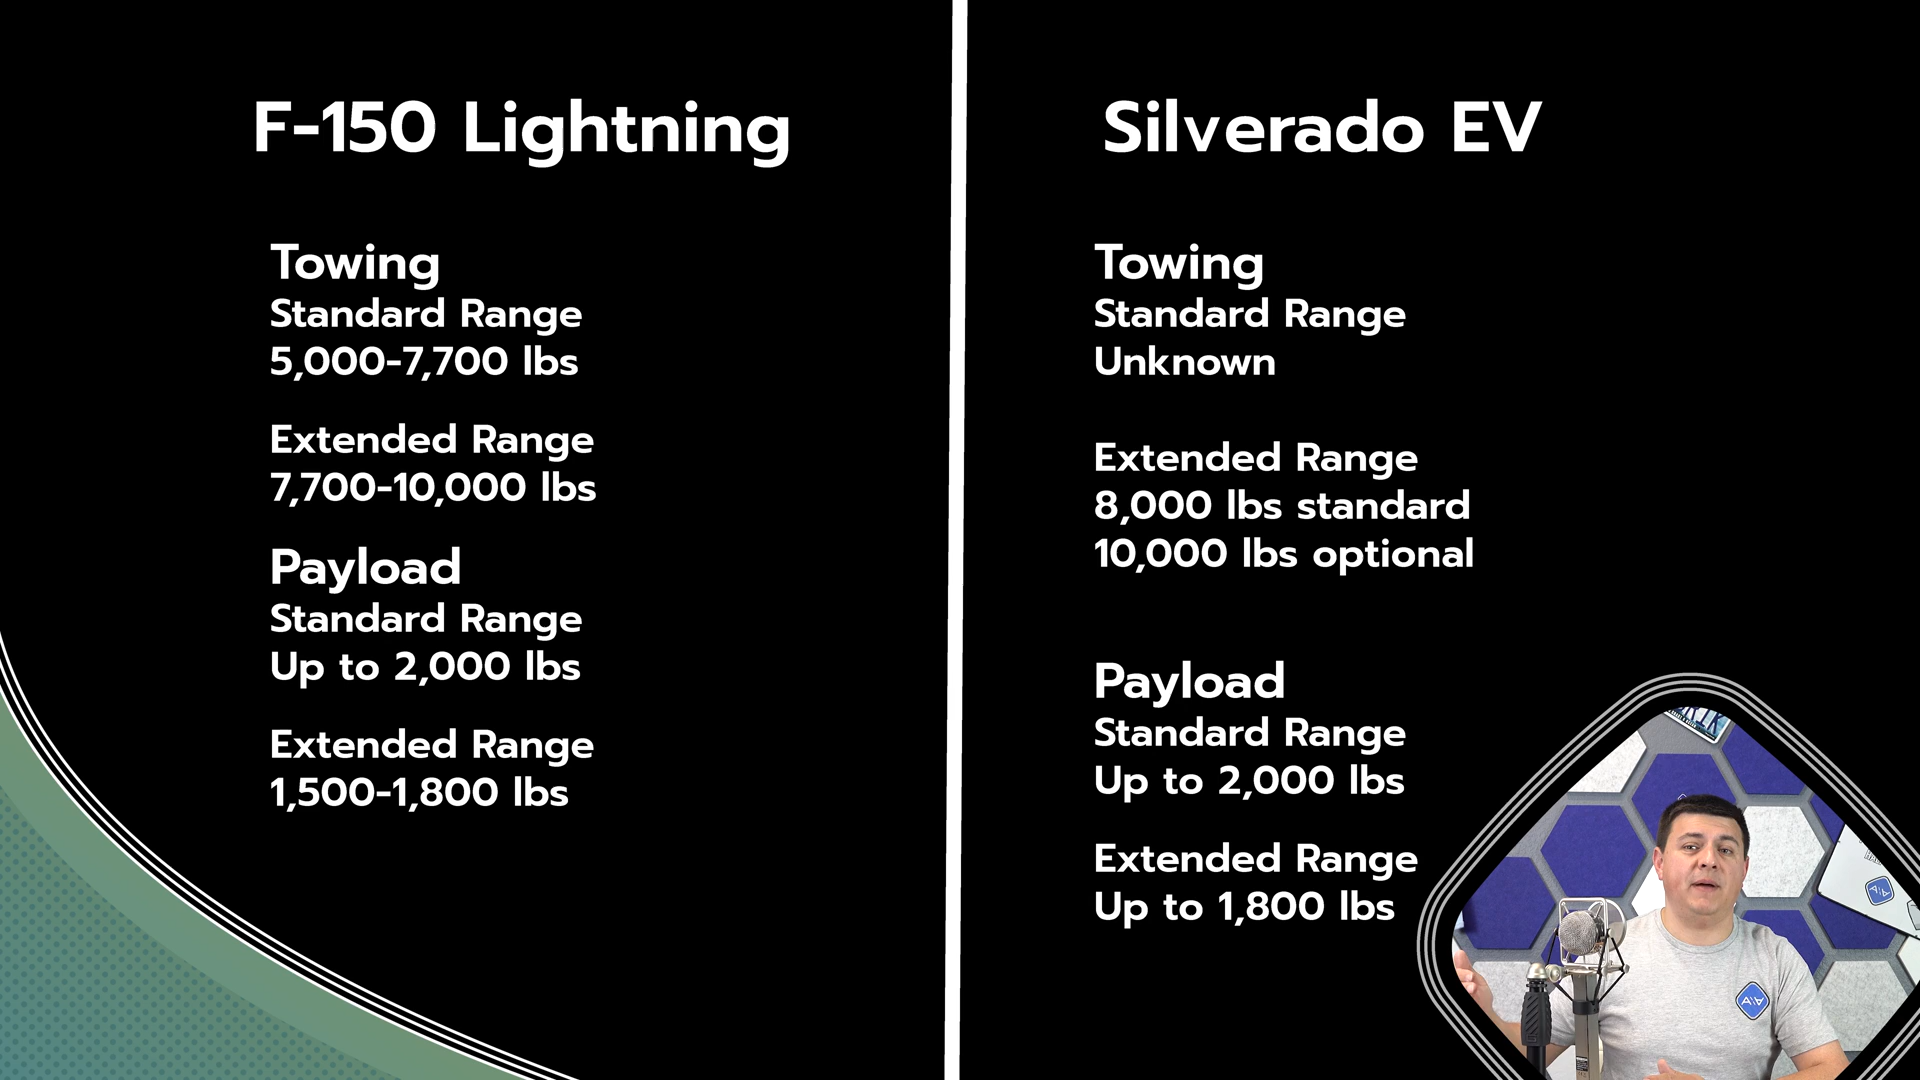 F-150 Lightning
Towing
Standard Range
5,000-7,700 lbs
Extended Range
7,700-10,000 lbs
Payload
Standard Range
Up to 2,000 lbs
Extended Range
1,500-1,800 lbs
Silverado EV
Towing
Standard Range
Unknown
Extended Range
8,000 lbs standard
10,000 lbs optional
Payload
Standard Range
Up to 2,000 lbs
Extended Range
Up to 1,800 lbs